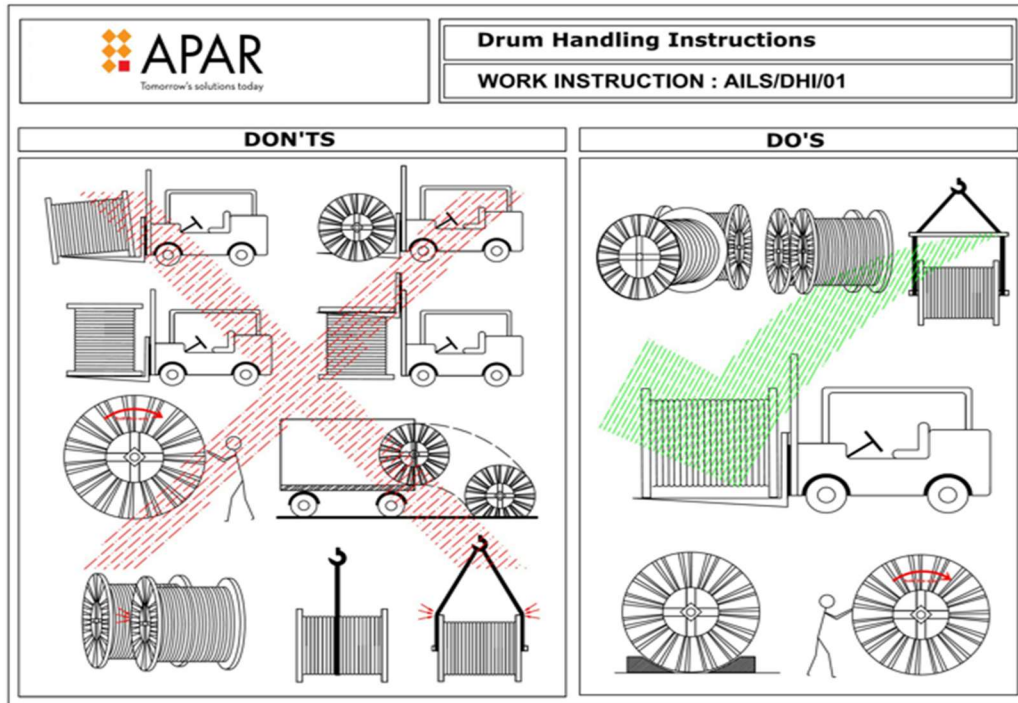 APAR
Tomorrow's solutions today
Drum Handling Instructions
WORK INSTRUCTION : AILS/DHI/01
DON'TS
DO'S